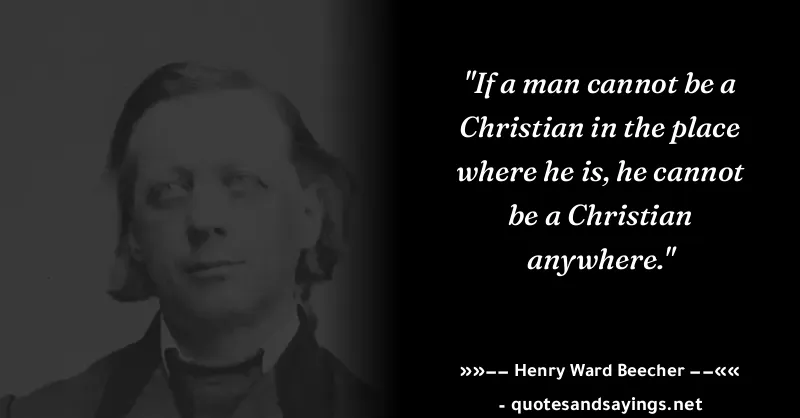 "If a man cannot be a
Christian in the place
where he is, he cannot
be a Christian
anywhere."
»»−− Henry Ward Beecher −−««
- quotesandsayings.net